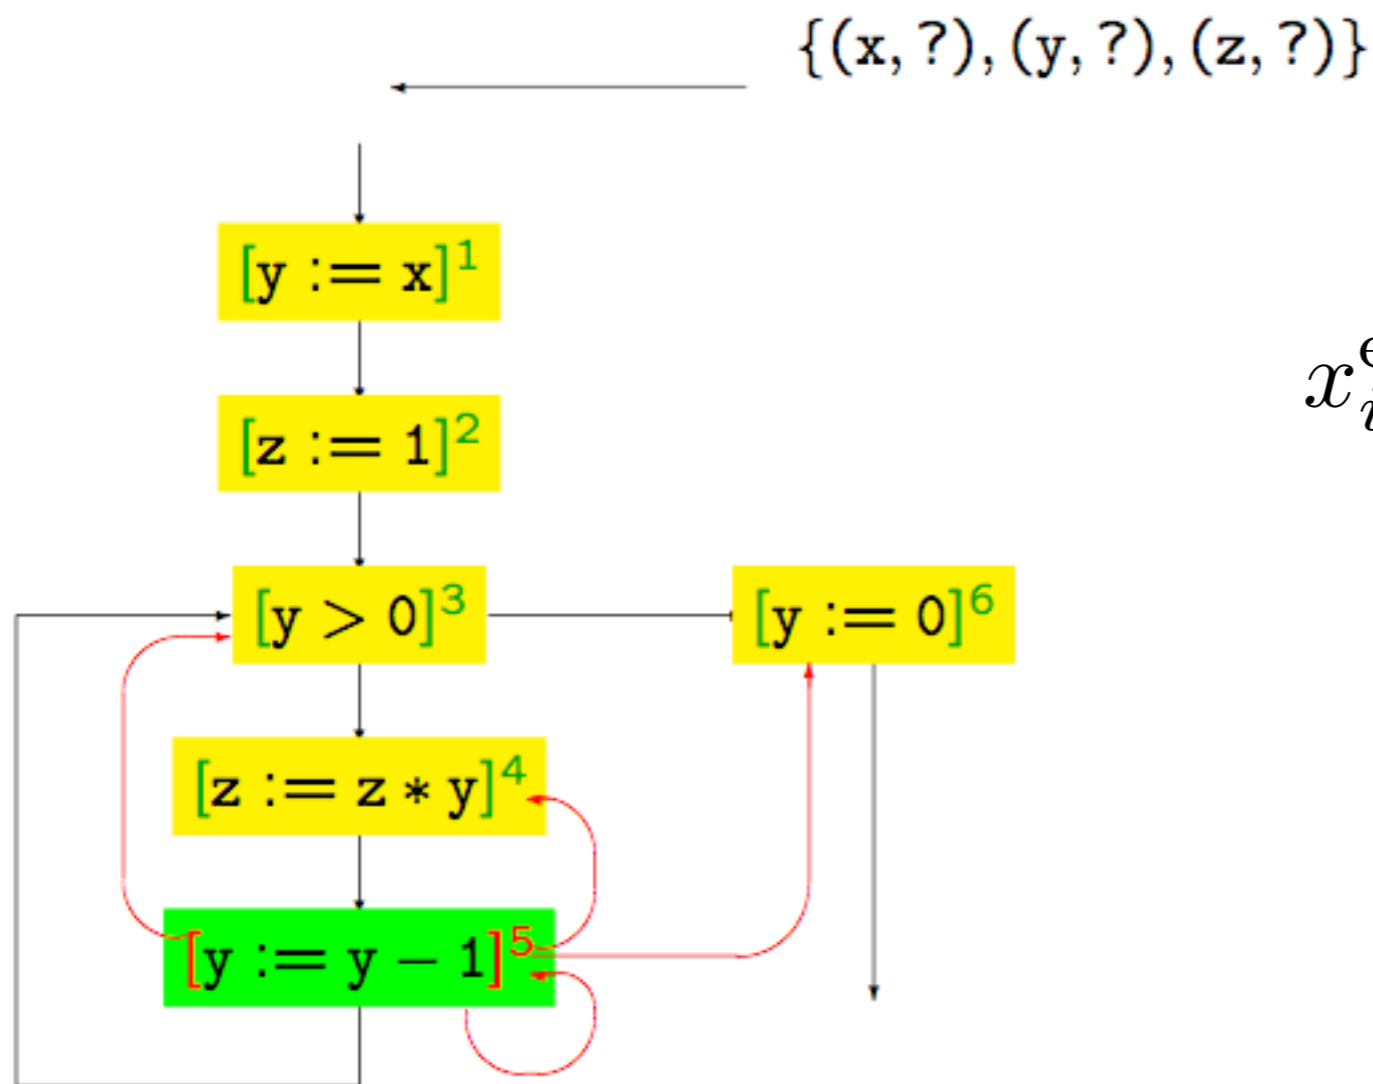 {(x, ?), (y, ?), (z, ?)}
[y := x]¹
[z := 1]²
[y > 0]³
[y := 0]⁶
[z := z * y]⁴
[y := y − 1]⁵
x